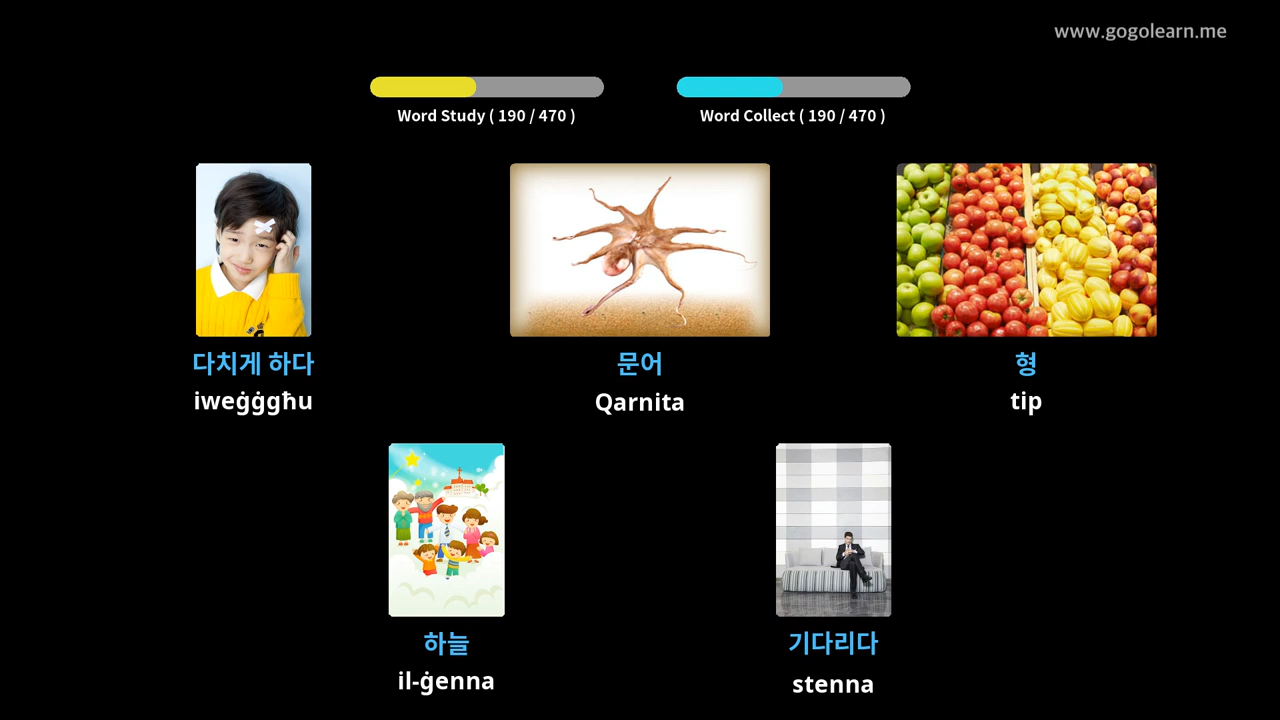 www.gogolearn.me
Word Study ( 190 / 470 )
Word Collect ( 190 / 470 )
다치게 하다
iweġġgħu
문어
Qarnita
형
tip
하늘
il-ġenna
기다리다
stenna